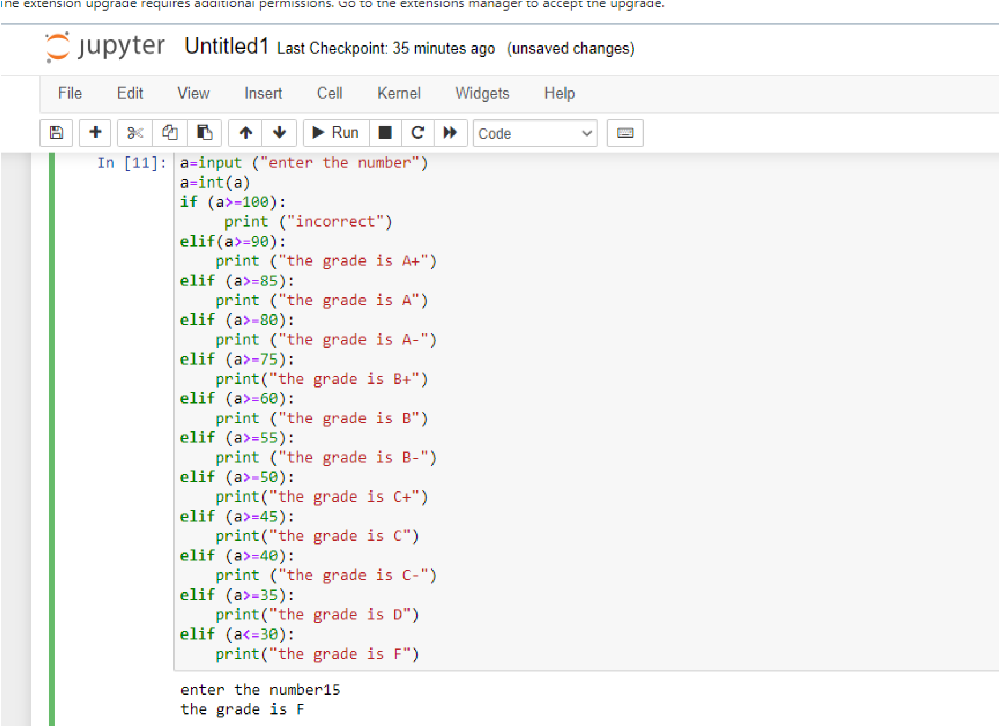 The extension upgrade requires additional permissions. Go to the extensions manager to accept the upgrade.
jupyter Untitled1 Last Checkpoint: 35 minutes ago (unsaved changes)
File Edit View Insert Cell Kernel Widgets Help
Run Code
In [11]: a=input ("enter the number")
a=int(a)
if (a>=100):
     print ("incorrect")
elif(a>=90):
    print ("the grade is A+")
elif (a>=85):
    print ("the grade is A")
elif (a>=80):
    print ("the grade is A-")
elif (a>=75):
    print("the grade is B+")
elif (a>=60):
    print ("the grade is B")
elif (a>=55):
    print ("the grade is B-")
elif (a>=50):
    print("the grade is C+")
elif (a>=45):
    print("the grade is C")
elif (a>=40):
    print ("the grade is C-")
elif (a>=35):
    print("the grade is D")
elif (a<=30):
    print("the grade is F")
enter the number15
the grade is F